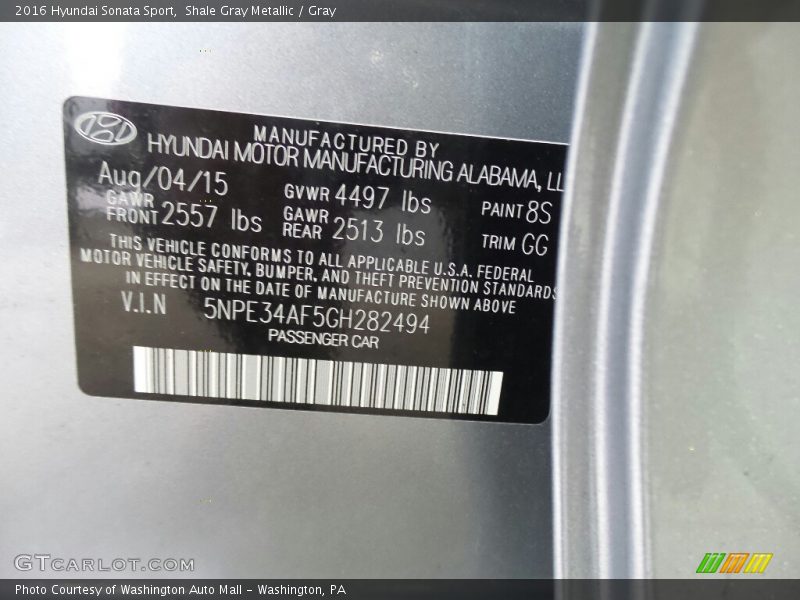 2016 Hyundai Sonata Sport,  Shale Gray Metallic / Gray
MANUFACTURED BY
HYUNDAI MOTOR MANUFACTURING ALABAMA, LL
Aug/04/15 GVWR 4497 lbs PAINT 8S
GAWR FRONT 2557 lbs GAWR REAR 2513 lbs TRIM GG
THIS VEHICLE CONFORMS TO ALL APPLICABLE U.S.A. FEDERAL
MOTOR VEHICLE SAFETY, BUMPER, AND THEFT PREVENTION STANDARDS
IN EFFECT ON THE DATE OF MANUFACTURE SHOWN ABOVE
V.I.N 5NPE34AF5GH282494
PASSENGER CAR
GTCARLOT.COM
Photo Courtesy of Washington Auto Mall - Washington, PA